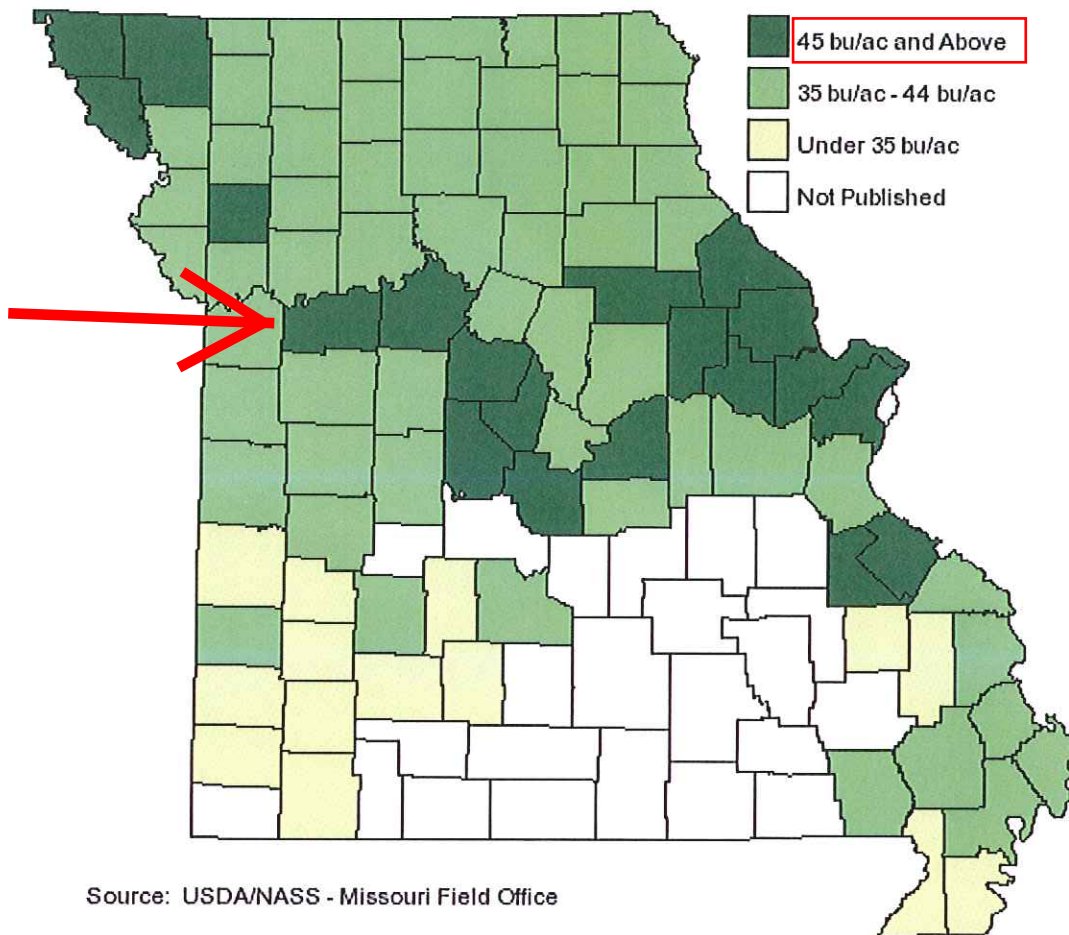 45 bu/ac and Above
35 bu/ac - 44 bu/ac
Under 35 bu/ac
Not Published
Source: USDA/NASS - Missouri Field Office